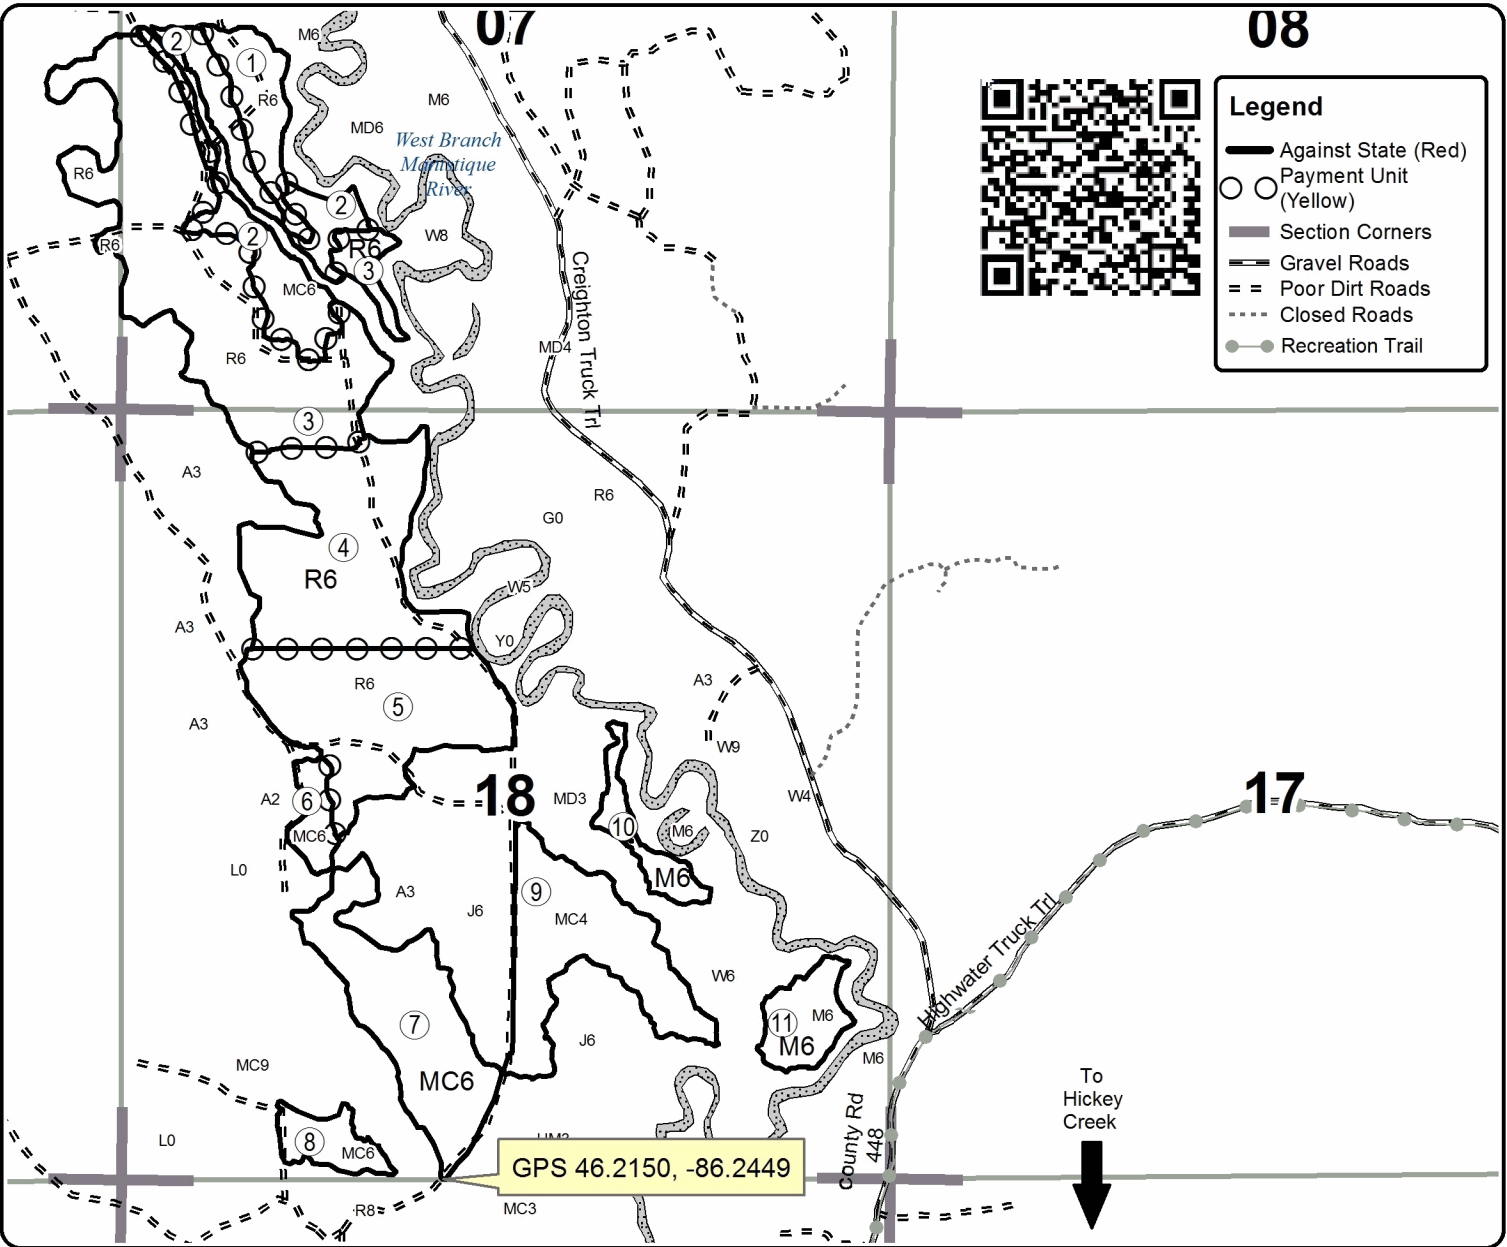 07
08
2
1
M6
R6
M6
MD6
West Branch
Manistique
River
R6
2
2
R6
W8
R6
3
MC6
R6
3
Creighton Truck Trl
MD4
Legend
Against State (Red)
Payment Unit
(Yellow)
Section Corners
Gravel Roads
Poor Dirt Roads
Closed Roads
Recreation Trail
A3
R6
G0
4
R6
W5
A3
Y0
R6
A3
5
A3
W9
18
17
A2
6
MC6
MD3
10
M6
W4
Z0
L0
A3
M6
9
J6
MC4
W6
7
11
M6
M6
J6
M6
MC9
MC6
Highwater Truck Trl
County Rd
448
To
Hickey
Creek
L0
8
MC6
GPS 46.2150, -86.2449
R8
MC3